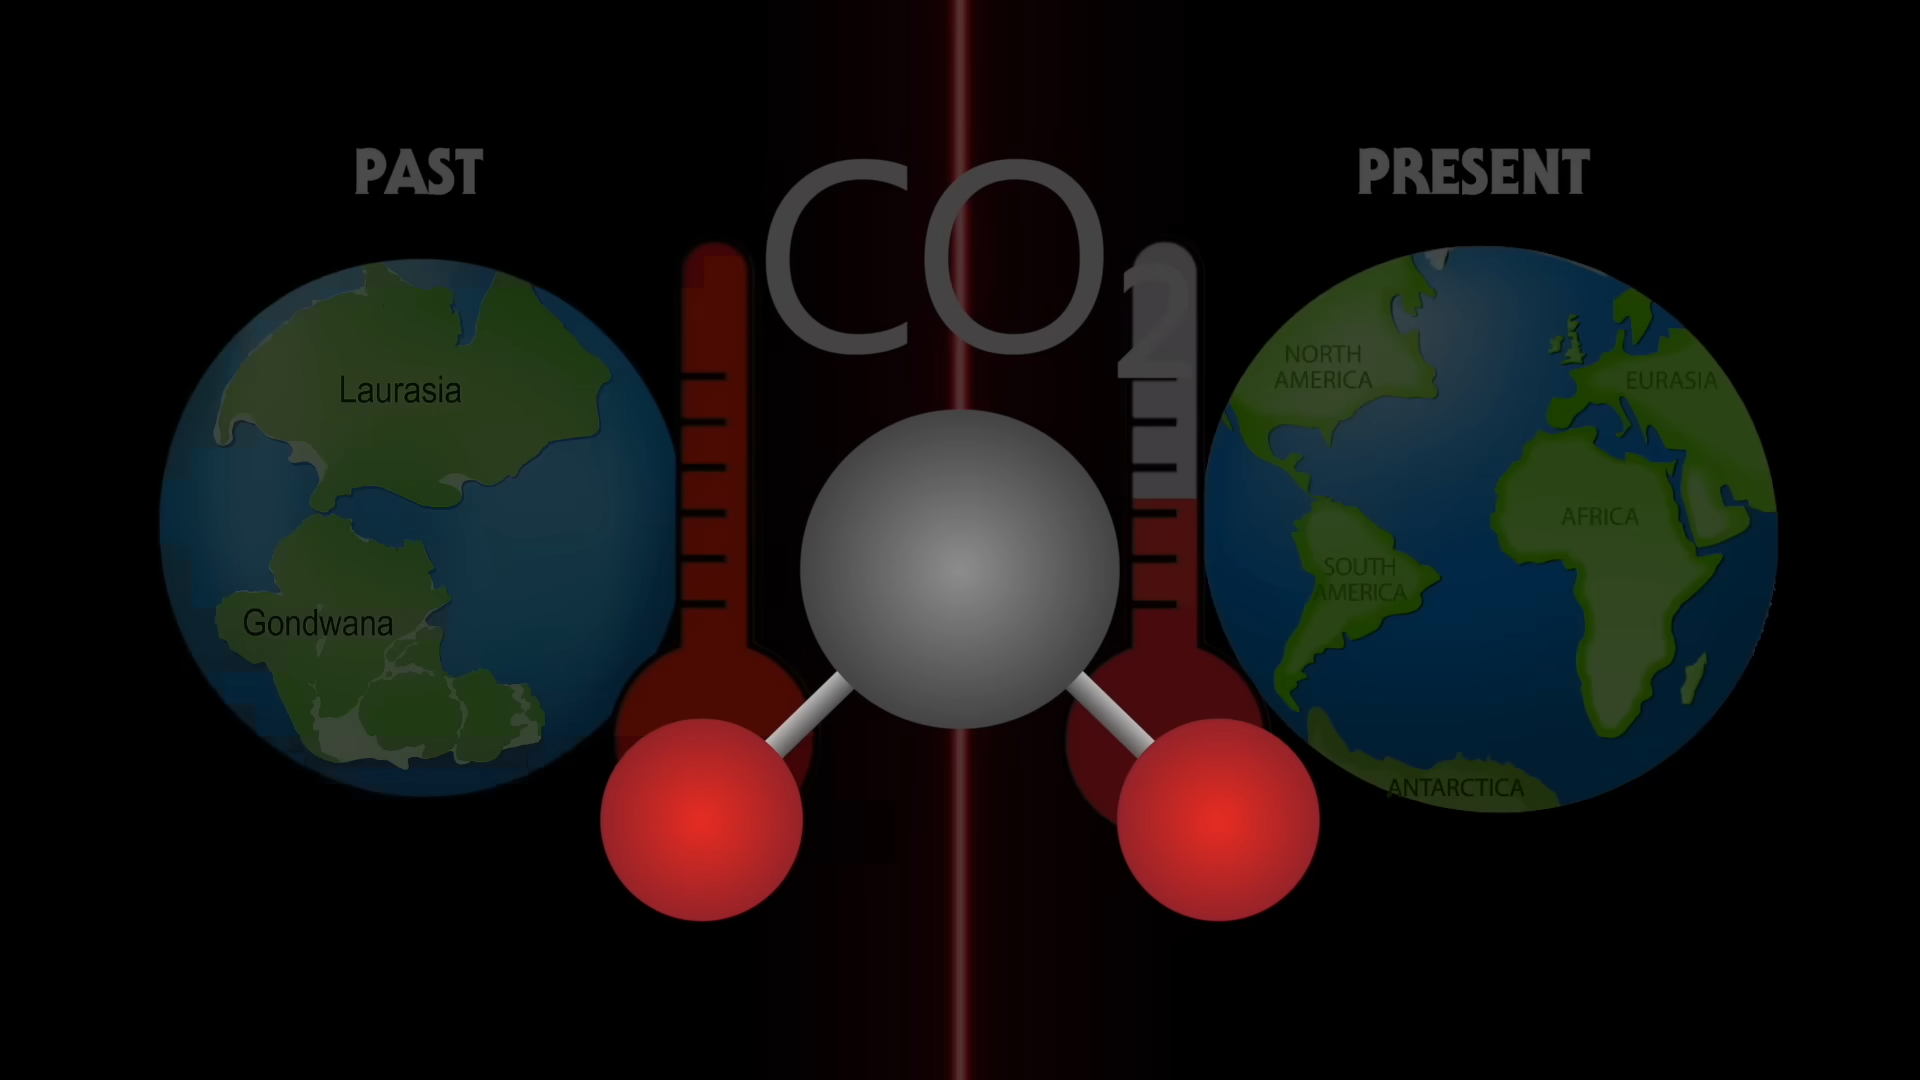 PAST
PRESENT
CO2
Laurasia
Gondwana
NORTH
AMERICA
EURASIA
AFRICA
SOUTH
AMERICA
ANTARCTICA